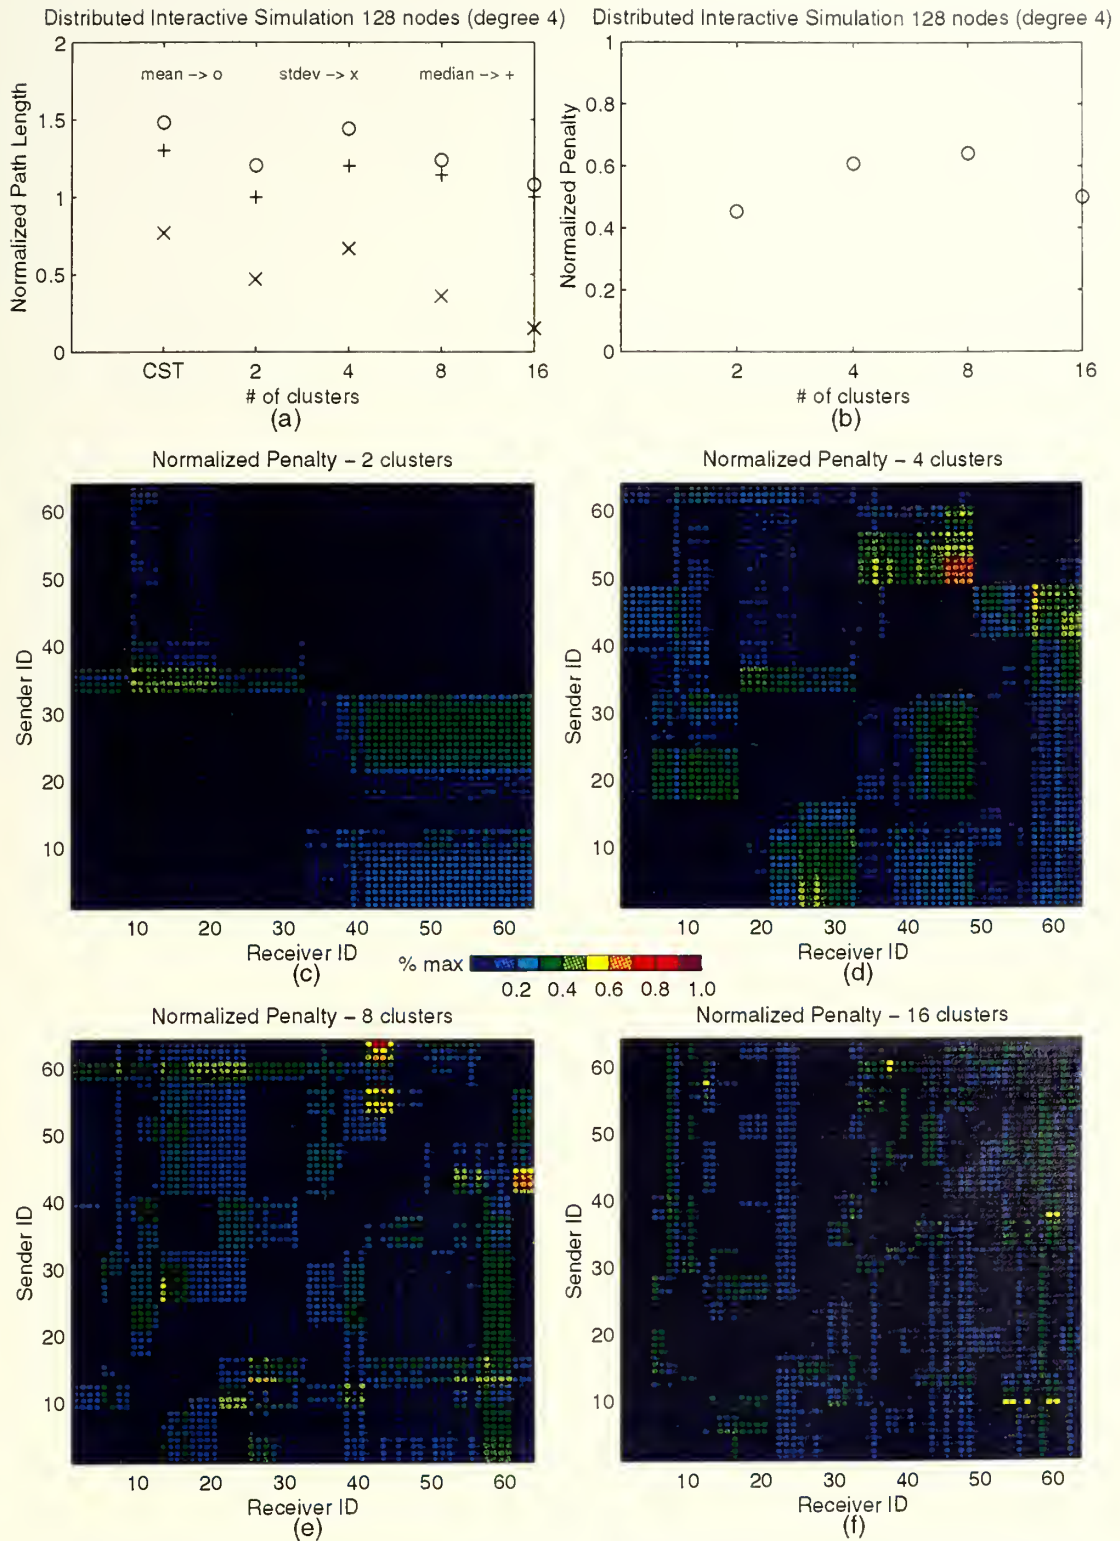 Distributed Interactive Simulation 128 nodes (degree 4)
2
1.5
1
0.5
0
Normalized Path Length
mean -> o
stdev -> x
median -> +
CST
2
4
8
16
# of clusters
(a)
Distributed Interactive Simulation 128 nodes (degree 4)
1
0.8
0.6
0.4
0.2
0
Normalized Penalty
2
4
8
16
# of clusters
(b)
Normalized Penalty – 2 clusters
60
50
40
30
20
10
Sender ID
10
20
30
40
50
60
Receiver ID
(c)
Normalized Penalty – 4 clusters
60
50
40
30
20
10
Sender ID
10
20
30
40
50
60
Receiver ID
(d)
% max
0.2
0.4
0.6
0.8
1.0
Normalized Penalty – 8 clusters
60
50
40
30
20
10
Sender ID
10
20
30
40
50
60
Receiver ID
(e)
Normalized Penalty – 16 clusters
60
50
40
30
20
10
Sender ID
10
20
30
40
50
60
Receiver ID
(f)